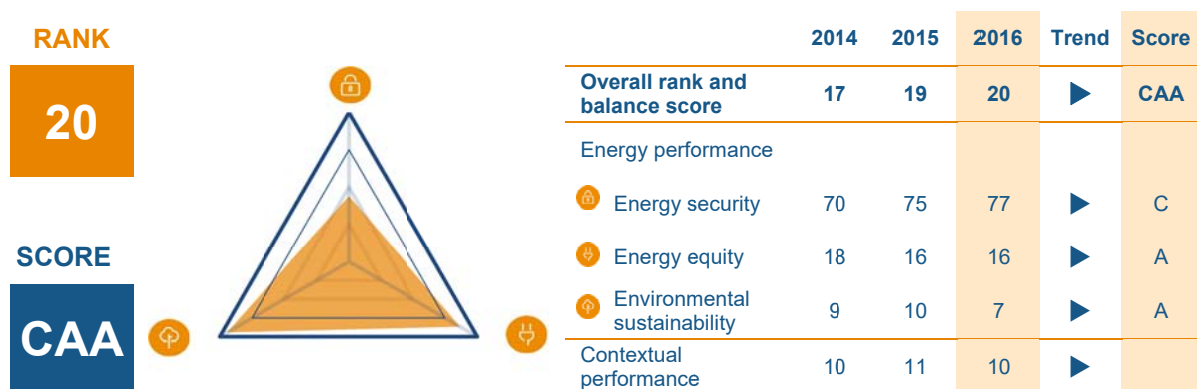 RANK
20
SCORE
CAA
2014 2015 2016 Trend Score
Overall rank and
balance score 17 19 20 CAA
Energy performance
Energy security 70 75 77 C
Energy equity 18 16 16 A
Environmental
sustainability 9 10 7 A
Contextual
performance 10 11 10